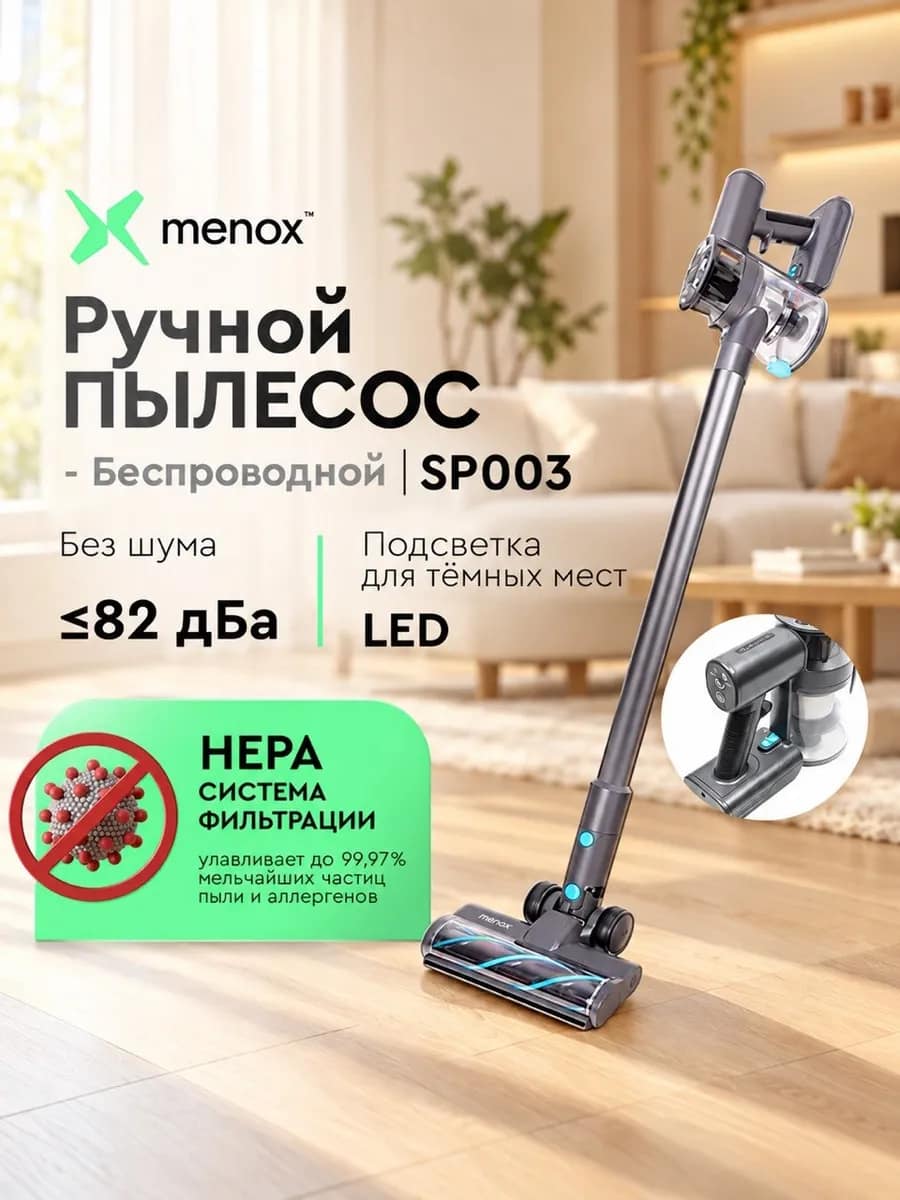 menox™
Ручной
ПЫЛЕСОС
- Беспроводной | SP003
Без шума
≤82 дБа
Подсветка
для тёмных мест
LED
HEPA
СИСТЕМА
ФИЛЬТРАЦИИ
улавливает до 99,97%
мельчайших частиц
пыли и аллергенов
menox